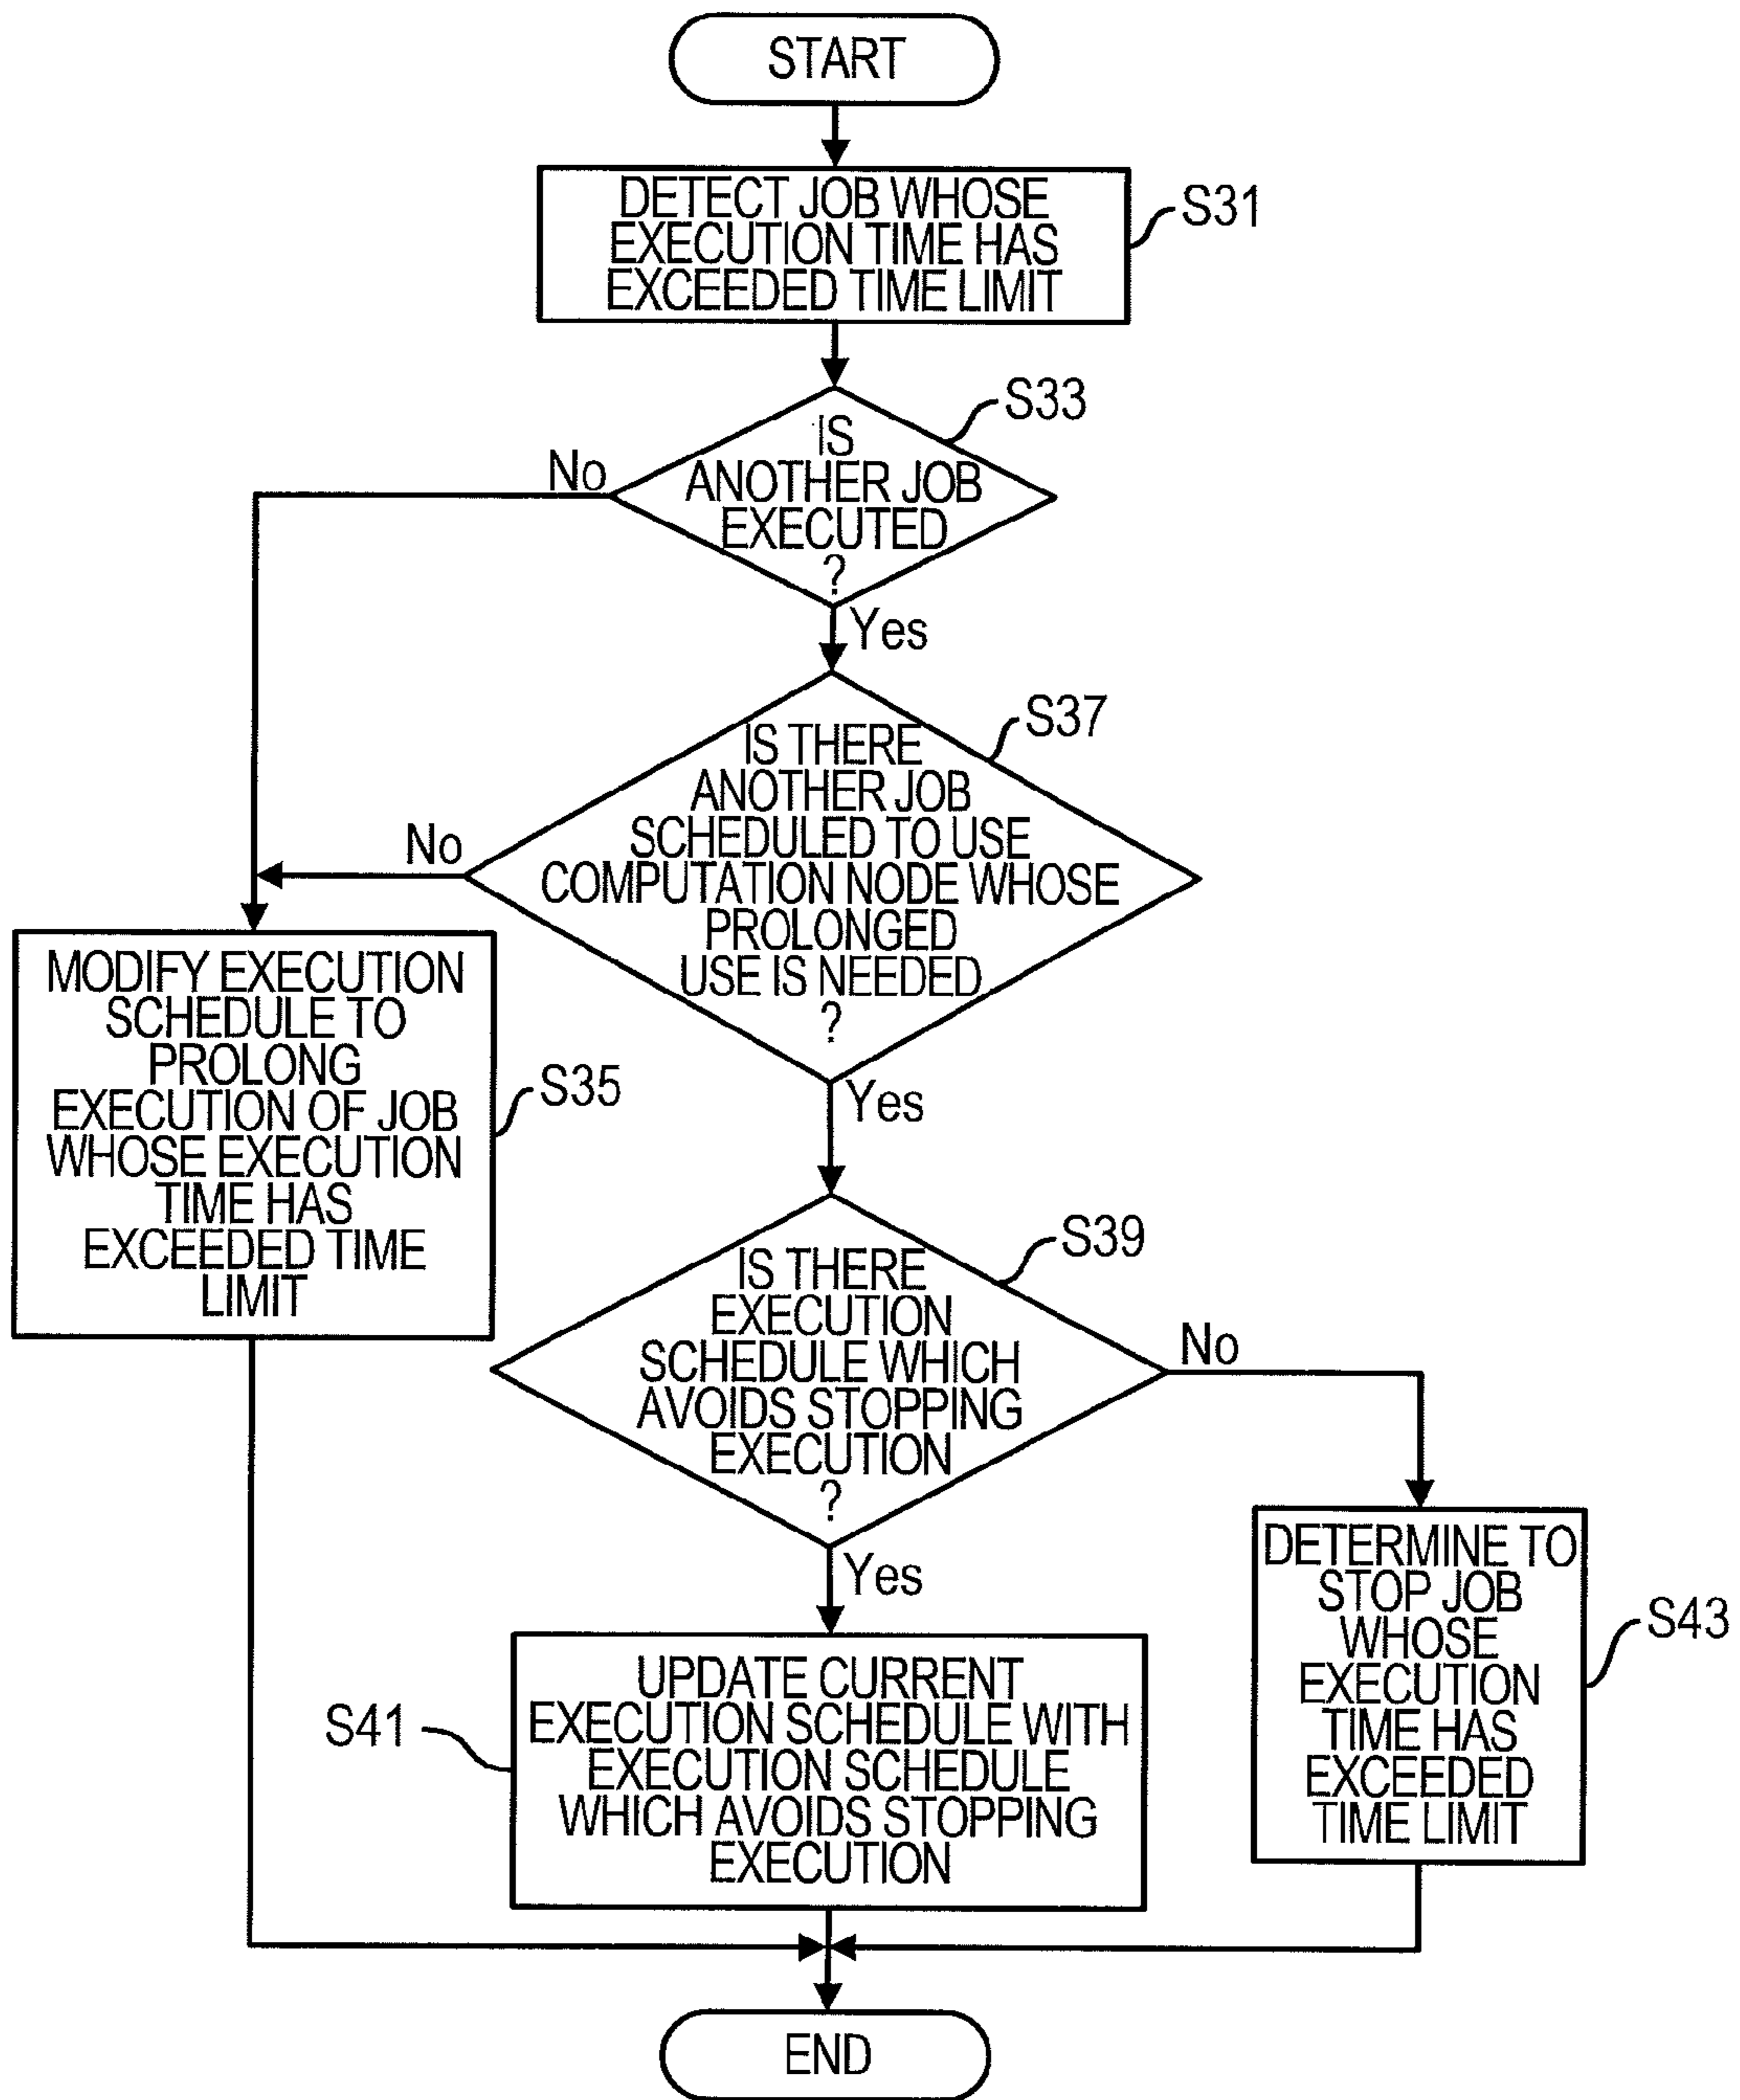 START
DETECT JOB WHOSE
EXECUTION TIME HAS
EXCEEDED TIME LIMIT
S31
S33
IS
ANOTHER JOB
EXECUTED
?
No
Yes
S37
IS THERE
ANOTHER JOB
SCHEDULED TO USE
COMPUTATION NODE WHOSE
PROLONGED
USE IS NEEDED
?
No
Yes
MODIFY EXECUTION
SCHEDULE TO
PROLONG
EXECUTION OF JOB
WHOSE EXECUTION
TIME HAS
EXCEEDED TIME
LIMIT
S35
S39
IS THERE
EXECUTION
SCHEDULE WHICH
AVOIDS STOPPING
EXECUTION
?
No
Yes
DETERMINE TO
STOP JOB
WHOSE
EXECUTION
TIME HAS
EXCEEDED
TIME LIMIT
S43
S41
UPDATE CURRENT
EXECUTION SCHEDULE WITH
EXECUTION SCHEDULE
WHICH AVOIDS STOPPING
EXECUTION
END